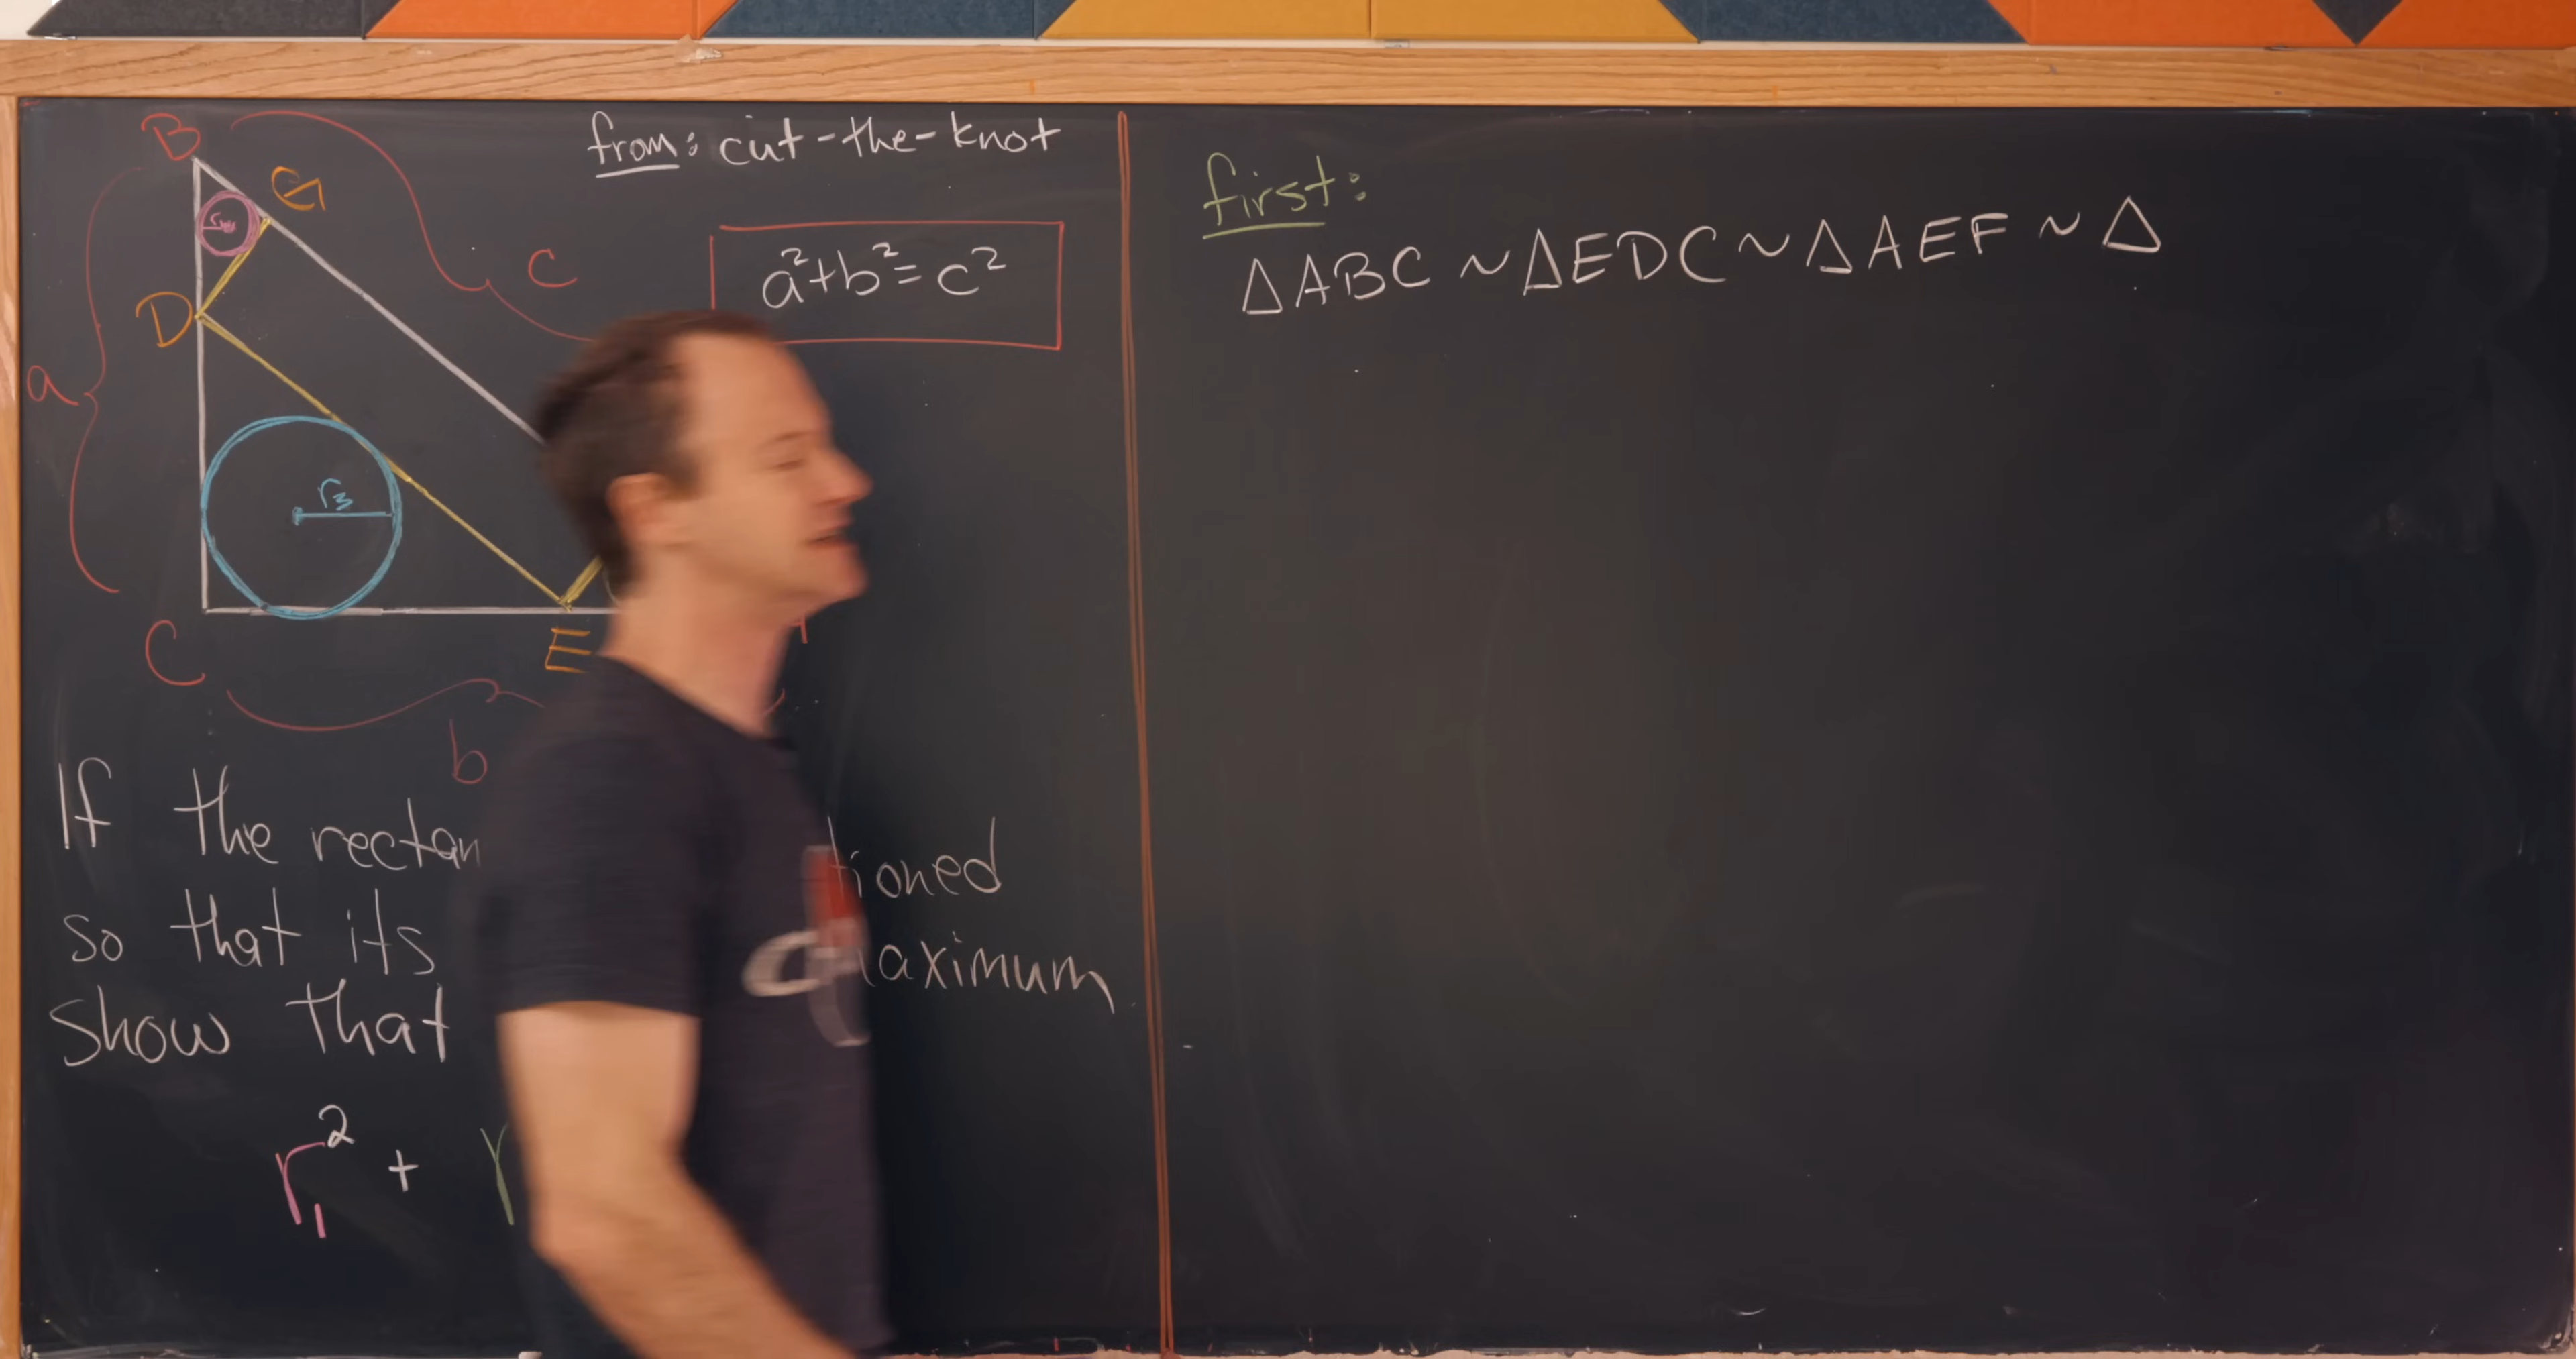 from: cut-the-knot
B
G
c
a²+b²=c²
D
a
r₃
C
E
b
If the rectan
so that its
show that
tioned
aximum
r₁² + r
first:
ΔABC ~ ΔEDC ~ ΔAEF ~ Δ